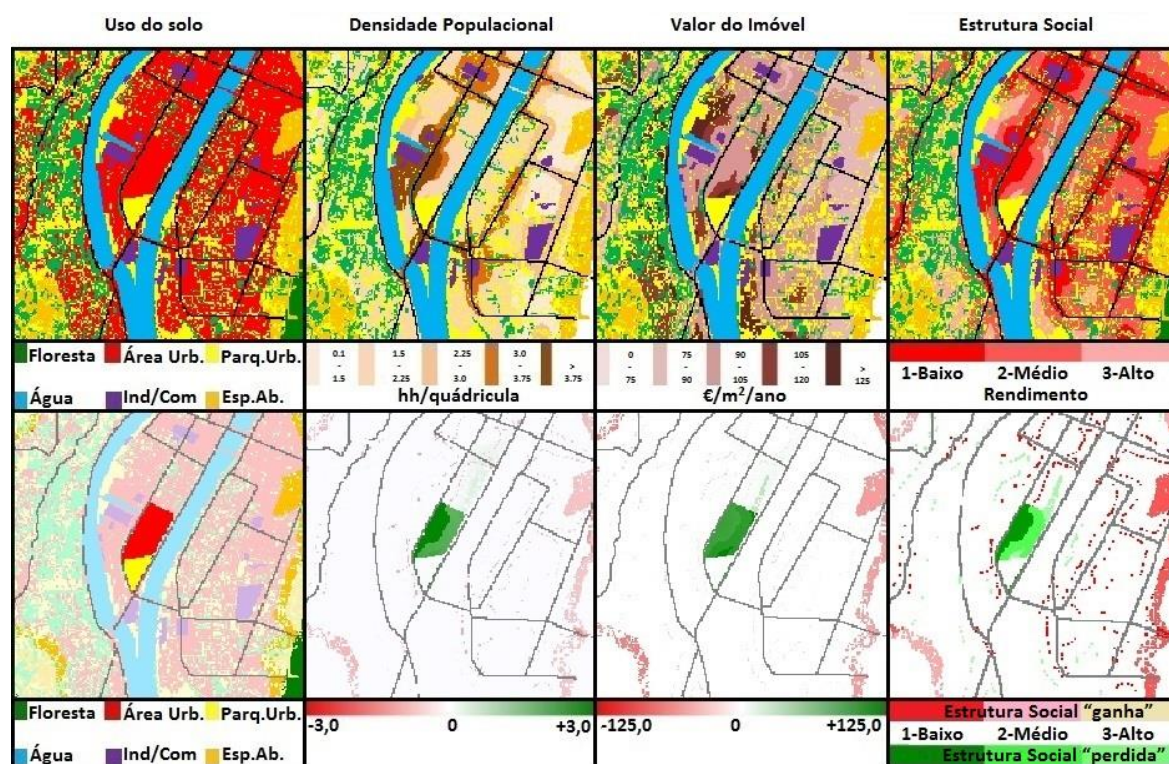 Uso do solo Densidade Populacional Valor do Imóvel Estrutura Social
Floresta Área Urb. Parq.Urb.
Água Ind/Com Esp.Ab.
0.1 - 1.5
1.5 - 2.25
2.25 - 3.0
3.0 - 3.75
> 3.75
hh/quádricula
0 - 75
75 - 90
90 - 105
105 - 120
> 125
€/m²/ano
1-Baixo 2-Médio 3-Alto
Rendimento
Floresta Área Urb. Parq.Urb.
Água Ind/Com Esp.Ab.
-3,0 0 +3,0
-125,0 0 +125,0
Estrutura Social “ganha”
1-Baixo 2-Médio 3-Alto
Estrutura Social “perdida”